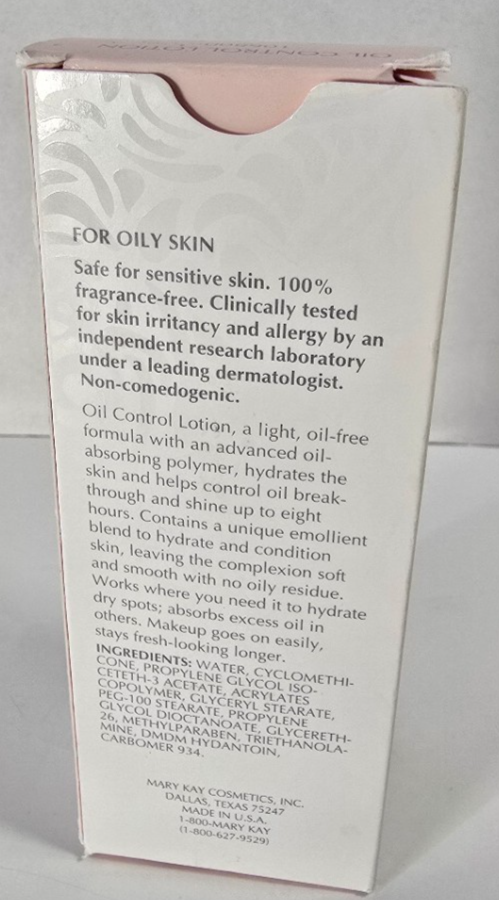 OIL CONTROL LOTION
FOR OILY SKIN
Safe for sensitive skin. 100%
fragrance-free. Clinically tested
for skin irritancy and allergy by an
independent research laboratory
under a leading dermatologist.
Non-comedogenic.
Oil Control Lotion, a light, oil-free
formula with an advanced oil-
absorbing polymer, hydrates the
skin and helps control oil break-
through and shine up to eight
hours. Contains a unique emollient
blend to hydrate and condition
skin, leaving the complexion soft
and smooth with no oily residue.
Works where you need it to hydrate
dry spots; absorbs excess oil in
others. Makeup goes on easily,
stays fresh-looking longer.
INGREDIENTS: WATER, CYCLOMETHI-
CONE, PROPYLENE GLYCOL ISO-
CETETH-3 ACETATE, ACRYLATES
COPOLYMER, GLYCERYL STEARATE,
PEG-100 STEARATE, PROPYLENE
GLYCOL DIOCTANOATE, GLYCERETH-
26, METHYLPARABEN, TRIETHANOLA-
MINE, DMDM HYDANTOIN,
CARBOMER 934.
MARY KAY COSMETICS, INC.
DALLAS, TEXAS 75247
MADE IN U.S.A.
1-800-MARY KAY
(1-800-627-9529)